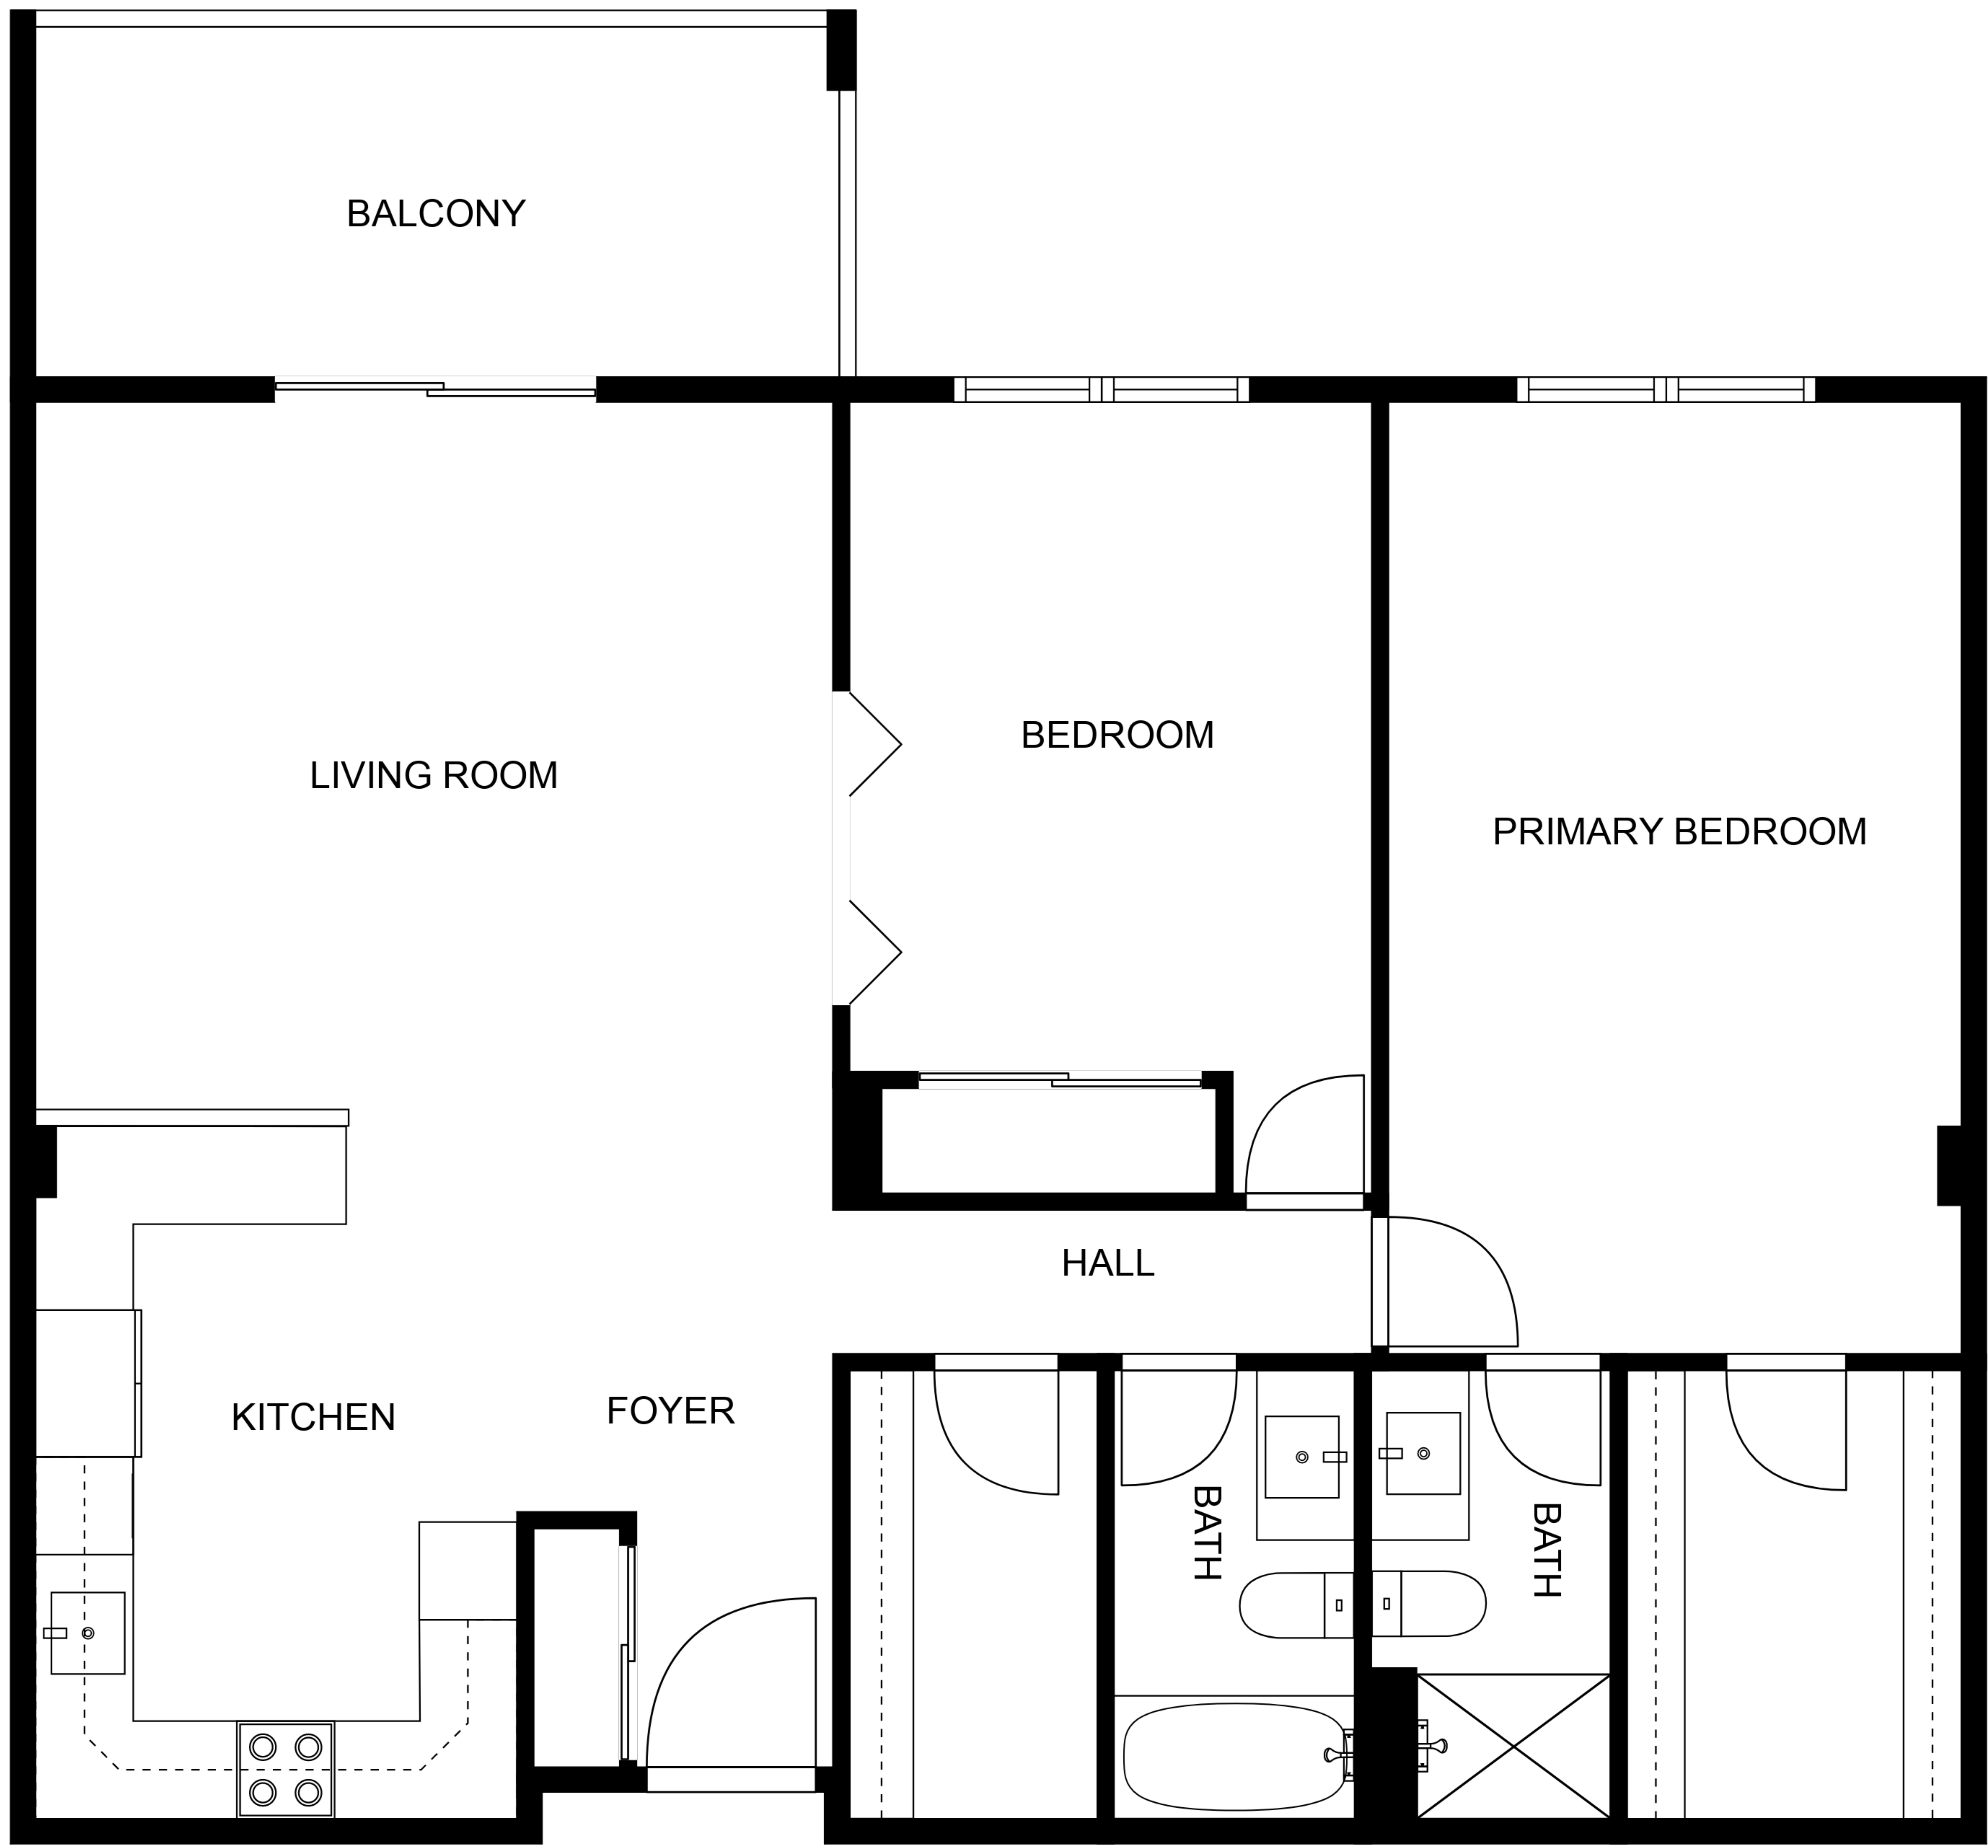 BALCONY
BEDROOM
LIVING ROOM
PRIMARY BEDROOM
HALL
KITCHEN
FOYER
BATH
BATH